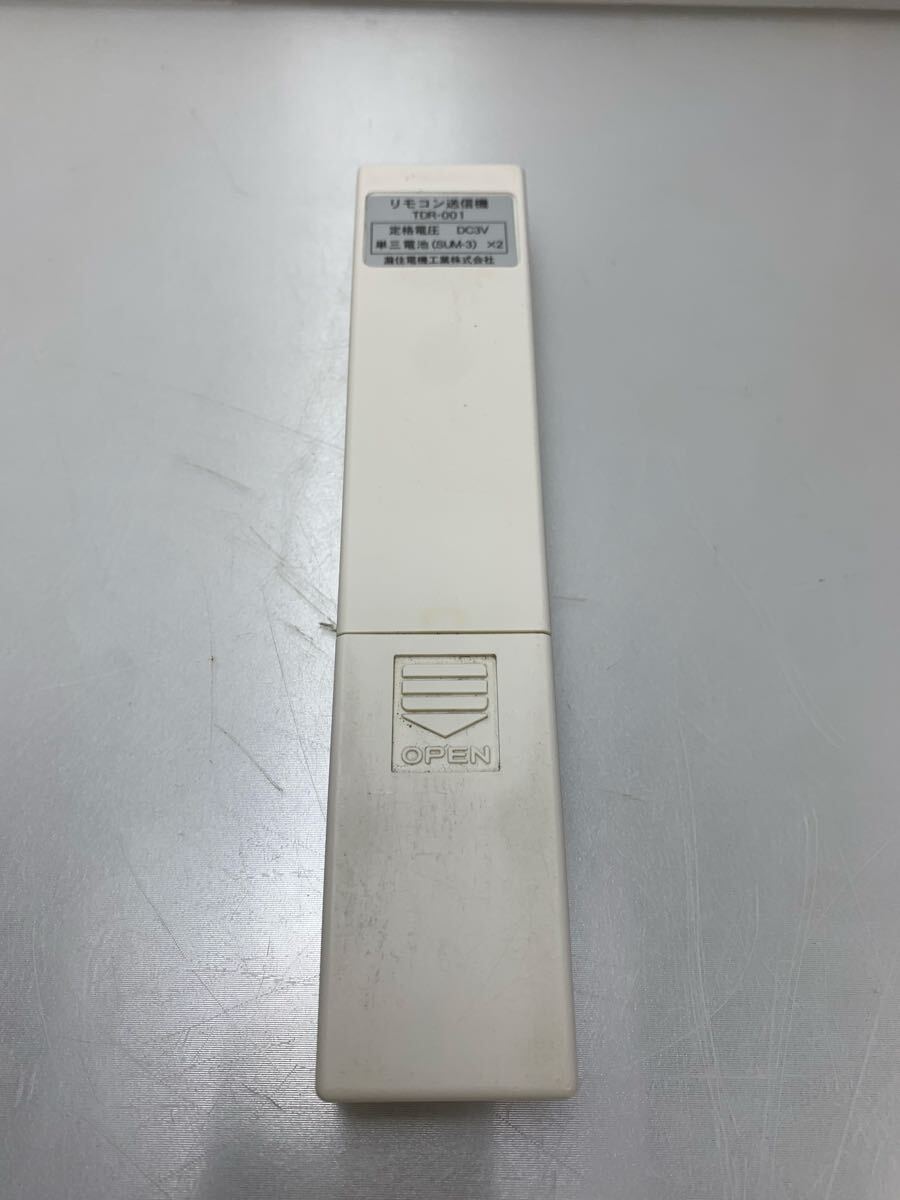 リモコン送信機
TDR-001
定格電圧 DC3V
単三電池(SUM-3) ×2
瀧住電機工業株式会社
OPEN